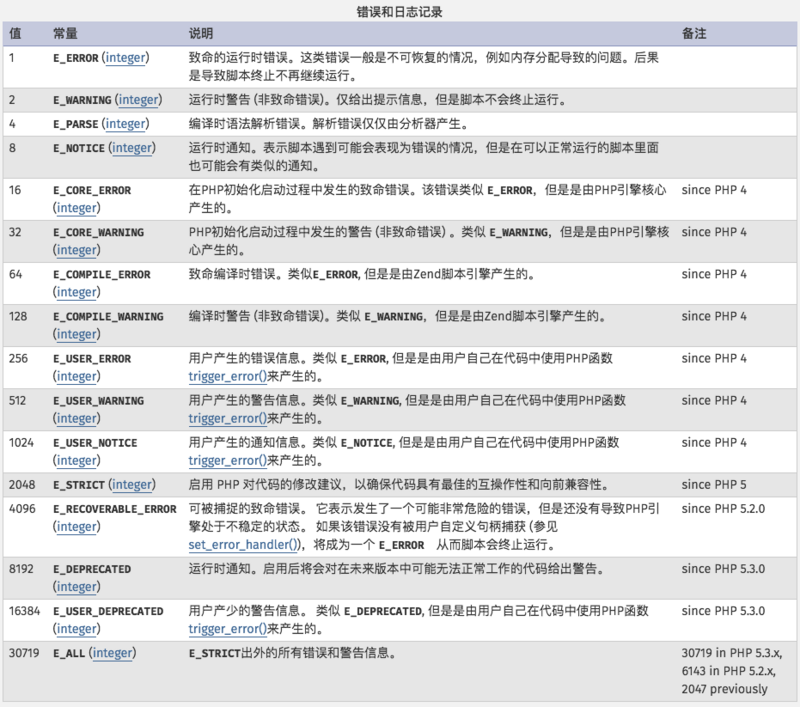 错误和日志记录
值 常量 说明 备注
1 E_ERROR (integer) 致命的运行时错误。这类错误一般是不可恢复的情况，例如内存分配导致的问题。后果
是导致脚本终止不再继续运行。
2 E_WARNING (integer) 运行时警告 (非致命错误)。仅给出提示信息，但是脚本不会终止运行。
4 E_PARSE (integer) 编译时语法解析错误。解析错误仅仅由分析器产生。
8 E_NOTICE (integer) 运行时通知。表示脚本遇到可能会表现为错误的情况，但是在可以正常运行的脚本里面
也可能会有类似的通知。
16 E_CORE_ERROR 在PHP初始化启动过程中发生的致命错误。该错误类似 E_ERROR，但是是由PHP引擎核心 since PHP 4
(integer) 产生的。
32 E_CORE_WARNING PHP初始化启动过程中发生的警告 (非致命错误) 。类似 E_WARNING，但是是由PHP引擎核 since PHP 4
(integer) 心产生的。
64 E_COMPILE_ERROR 致命编译时错误。类似E_ERROR, 但是是由Zend脚本引擎产生的。 since PHP 4
(integer)
128 E_COMPILE_WARNING 编译时警告 (非致命错误)。类似 E_WARNING，但是是由Zend脚本引擎产生的。 since PHP 4
(integer)
256 E_USER_ERROR 用户产生的错误信息。类似 E_ERROR, 但是是由用户自己在代码中使用PHP函数 since PHP 4
(integer) trigger_error()来产生的。
512 E_USER_WARNING 用户产生的警告信息。类似 E_WARNING, 但是是由用户自己在代码中使用PHP函数 since PHP 4
(integer) trigger_error()来产生的。
1024 E_USER_NOTICE 用户产生的通知信息。类似 E_NOTICE, 但是是由用户自己在代码中使用PHP函数 since PHP 4
(integer) trigger_error()来产生的。
2048 E_STRICT (integer) 启用 PHP 对代码的修改建议，以确保代码具有最佳的互操作性和向前兼容性。 since PHP 5
4096 E_RECOVERABLE_ERROR 可被捕捉的致命错误。 它表示发生了一个可能非常危险的错误，但是还没有导致PHP引 since PHP 5.2.0
(integer) 擎处于不稳定的状态。 如果该错误没有被用户自定义句柄捕获 (参见
set_error_handler())，将成为一个 E_ERROR 从而脚本会终止运行。
8192 E_DEPRECATED 运行时通知。启用后将会对在未来版本中可能无法正常工作的代码给出警告。 since PHP 5.3.0
(integer)
16384 E_USER_DEPRECATED 用户产少的警告信息。 类似 E_DEPRECATED, 但是是由用户自己在代码中使用PHP函数 since PHP 5.3.0
(integer) trigger_error()来产生的。
30719 E_ALL (integer) E_STRICT出外的所有错误和警告信息。 30719 in PHP 5.3.x,
6143 in PHP 5.2.x,
2047 previously